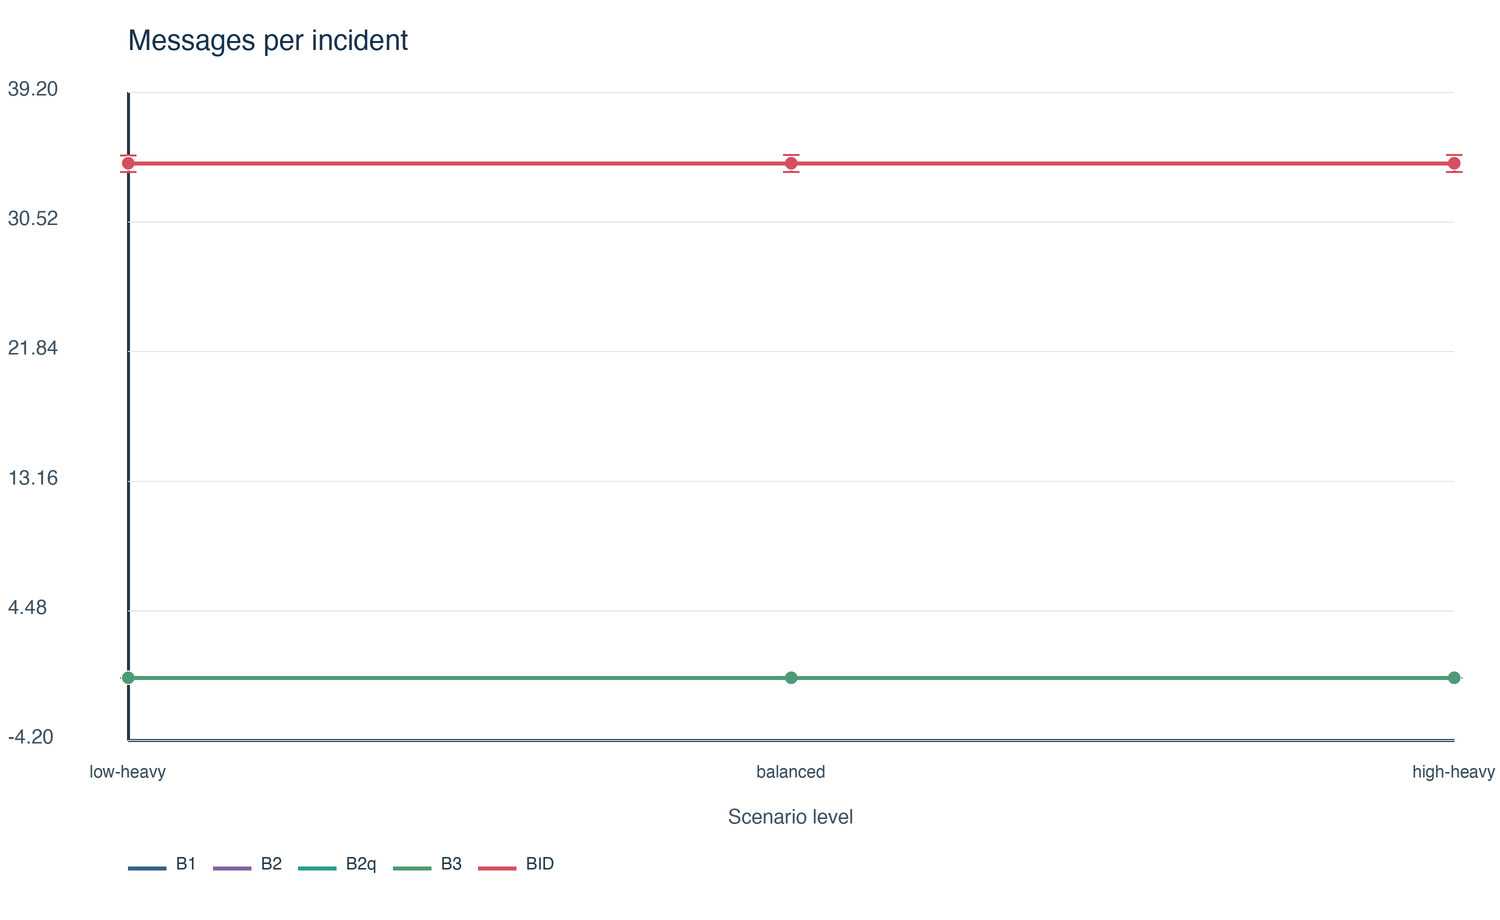 Messages per incident
39.20
30.52
21.84
13.16
4.48
-4.20
low-heavy balanced high-heavy
Scenario level
B1 B2 B2q B3 BID